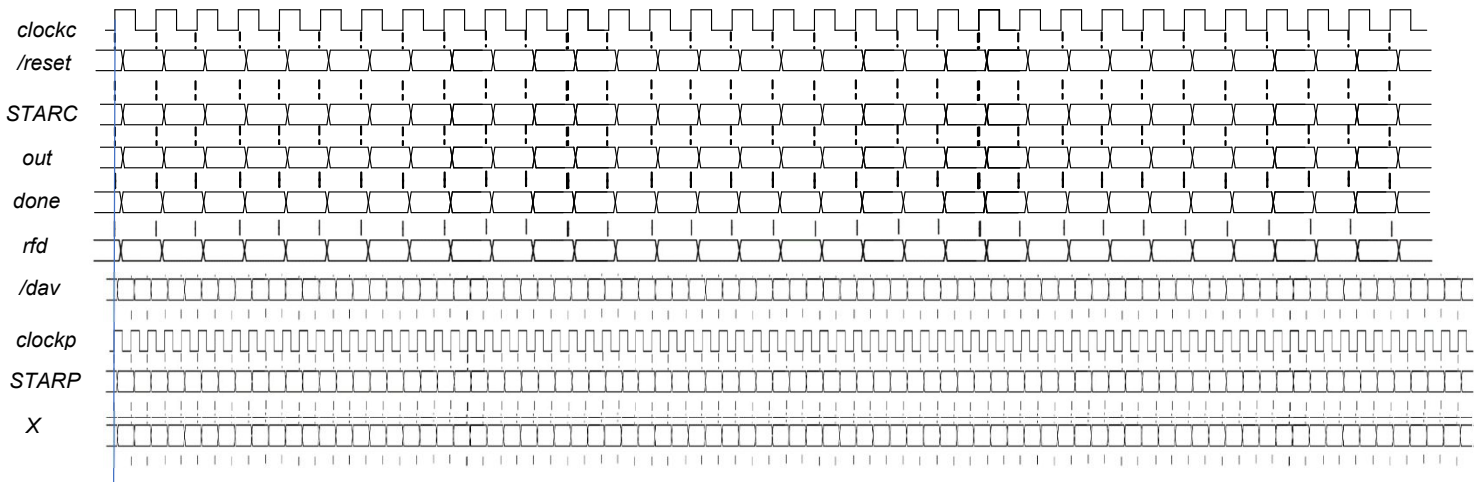 clockc
/reset
STARC
out
done
rfd
/dav
clockp
STARP
X